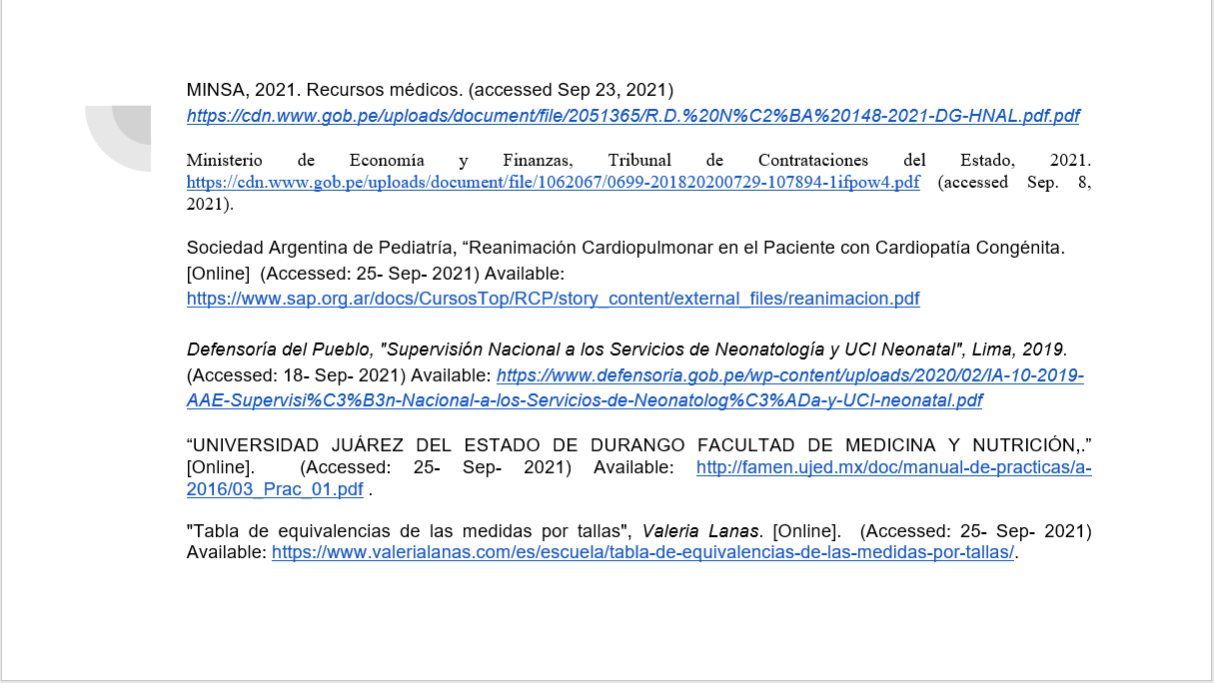 MINSA, 2021. Recursos médicos. (accessed Sep 23, 2021)
https://cdn.www.gob.pe/uploads/document/file/2051365/R.D.%20N%C2%BA%20148-2021-DG-HNAL.pdf.pdf
Ministerio de Economía y Finanzas, Tribunal de Contrataciones del Estado, 2021.
https://cdn.www.gob.pe/uploads/document/file/1062067/0699-201820200729-107894-1ifpow4.pdf (accessed Sep. 8,
2021).
Sociedad Argentina de Pediatría, “Reanimación Cardiopulmonar en el Paciente con Cardiopatía Congénita.
[Online] (Accessed: 25- Sep- 2021) Available:
https://www.sap.org.ar/docs/CursosTop/RCP/story_content/external_files/reanimacion.pdf
Defensoría del Pueblo, "Supervisión Nacional a los Servicios de Neonatología y UCI Neonatal", Lima, 2019.
(Accessed: 18- Sep- 2021) Available: https://www.defensoria.gob.pe/wp-content/uploads/2020/02/IA-10-2019-
AAE-Supervisi%C3%B3n-Nacional-a-los-Servicios-de-Neonatolog%C3%ADa-y-UCI-neonatal.pdf
“UNIVERSIDAD JUÁREZ DEL ESTADO DE DURANGO FACULTAD DE MEDICINA Y NUTRICIÓN,.”
[Online]. (Accessed: 25- Sep- 2021) Available: http://famen.ujed.mx/doc/manual-de-practicas/a-
2016/03_Prac_01.pdf .
"Tabla de equivalencias de las medidas por tallas", Valeria Lanas. [Online]. (Accessed: 25- Sep- 2021)
Available: https://www.valerialanas.com/es/escuela/tabla-de-equivalencias-de-las-medidas-por-tallas/.